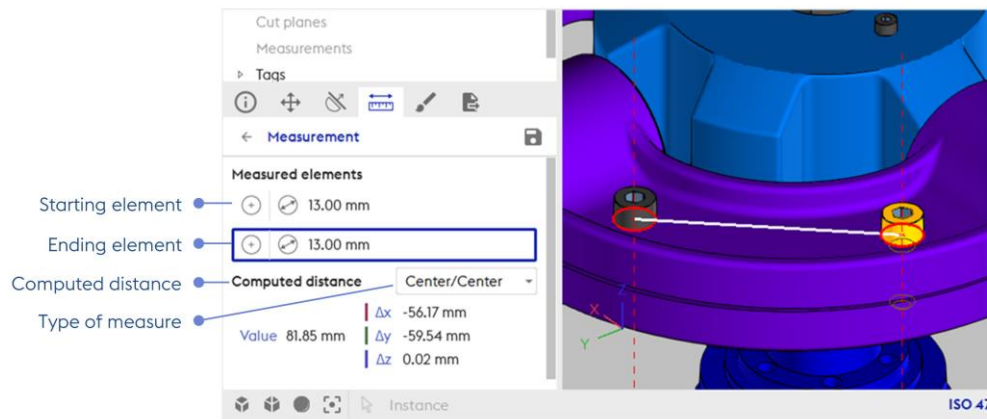 Cut planes
Measurements
Tags
Measurement
Measured elements
Starting element
13.00 mm
Ending element
13.00 mm
Computed distance
Computed distance
Center/Center
Type of measure
Δx -56.17 mm
Value 81.85 mm
Δy -59.54 mm
Δz 0.02 mm
X
Z
Y
Instance
ISO 47